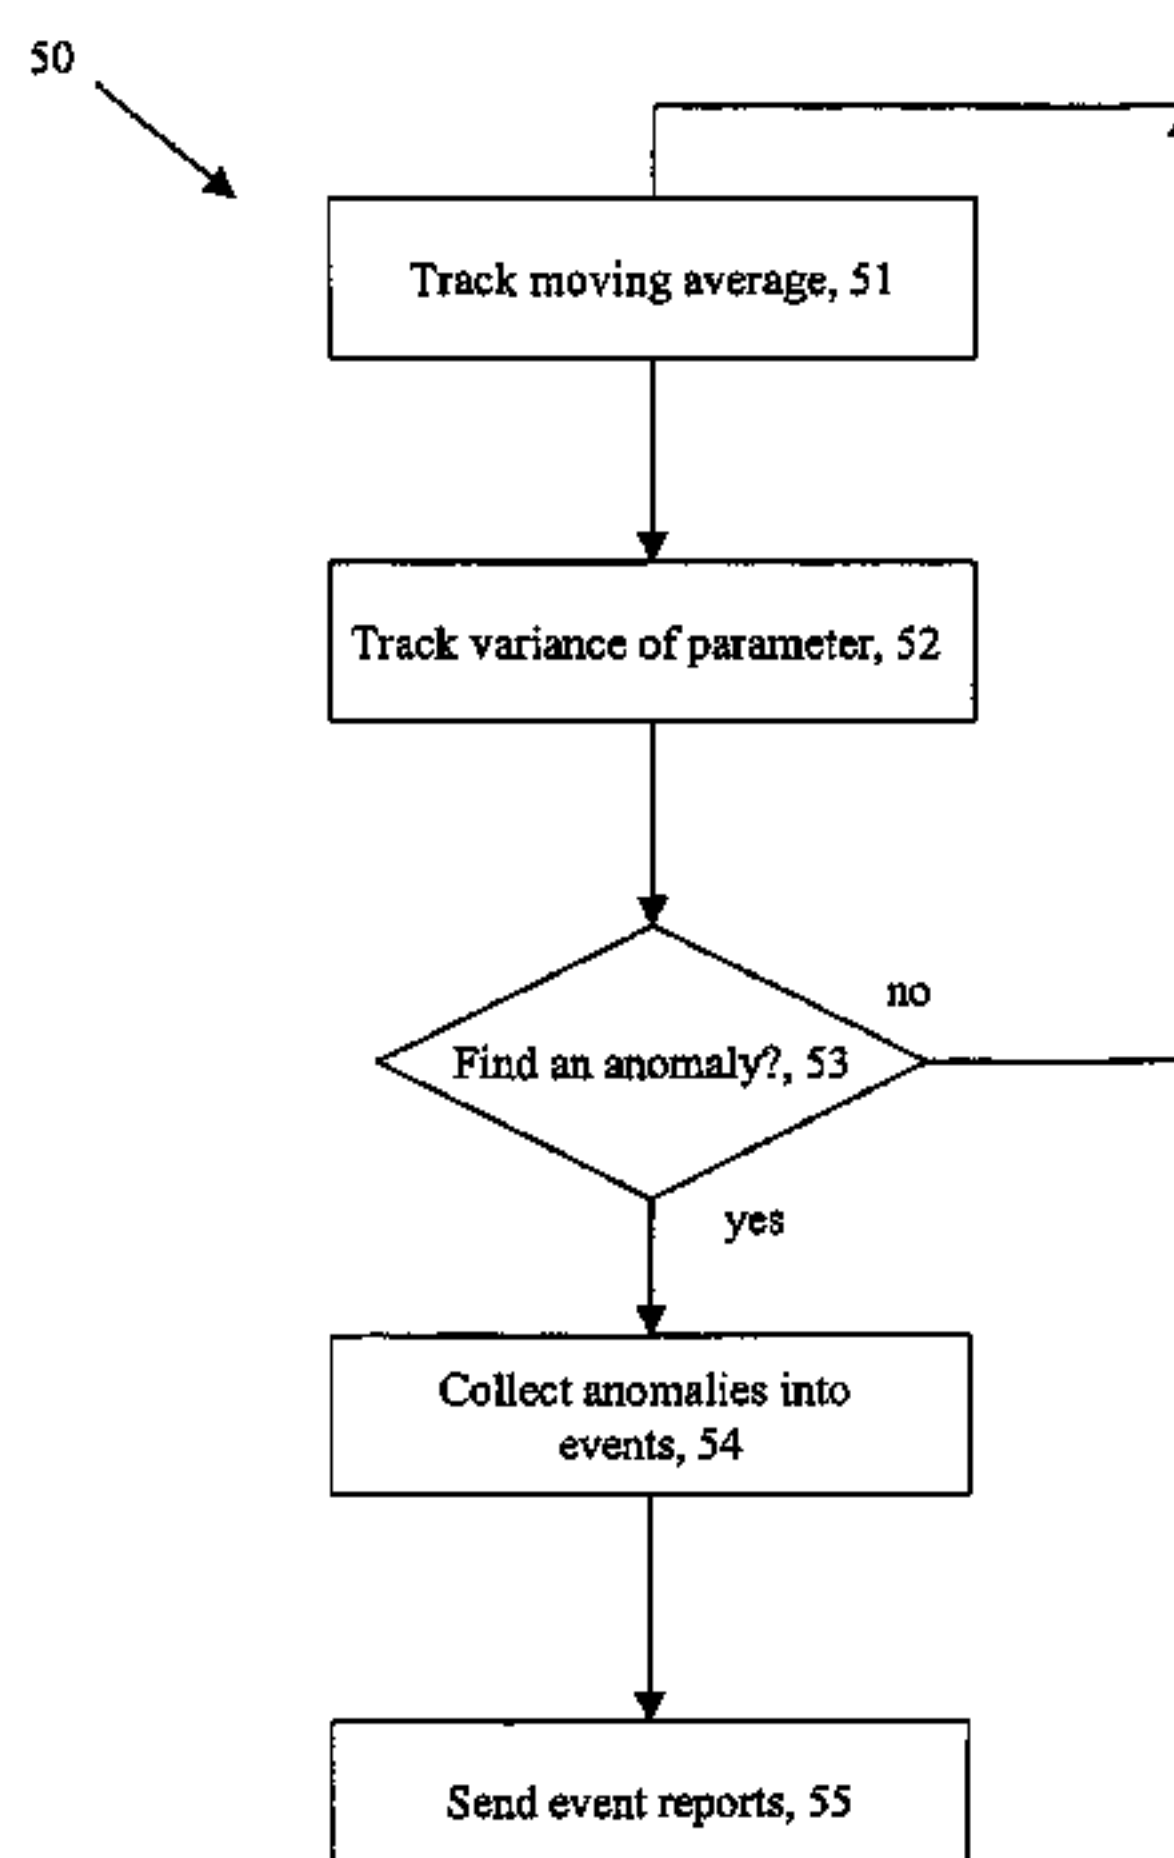 50
Track moving average, 51
Track variance of parameter, 52
no
Find an anomaly?, 53
yes
Collect anomalies into
events, 54
Send event reports, 55